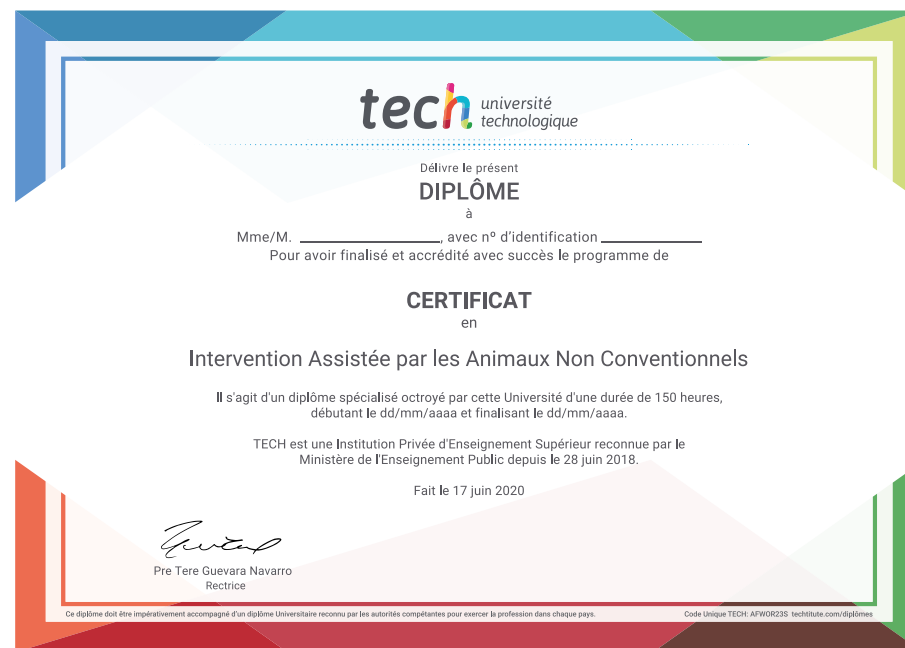 tech université
technologique
Délivre le présent
DIPLÔME
à
Mme/M. ____________________, avec nº d'identification ______________
Pour avoir finalisé et accrédité avec succès le programme de
CERTIFICAT
en
Intervention Assistée par les Animaux Non Conventionnels
Il s'agit d'un diplôme spécialisé octroyé par cette Université d'une durée de 150 heures,
débutant le dd/mm/aaaa et finalisant le dd/mm/aaaa.
TECH est une Institution Privée d'Enseignement Supérieur reconnue par le
Ministère de l'Enseignement Public depuis le 28 juin 2018.
Fait le 17 juin 2020
Pre Tere Guevara Navarro
Rectrice
Ce diplôme doit être impérativement accompagné d'un diplôme Universitaire reconnu par les autorités compétantes pour exercer la profession dans chaque pays.
Code Unique TECH: AFWOR23S techtitute.com/diplômes